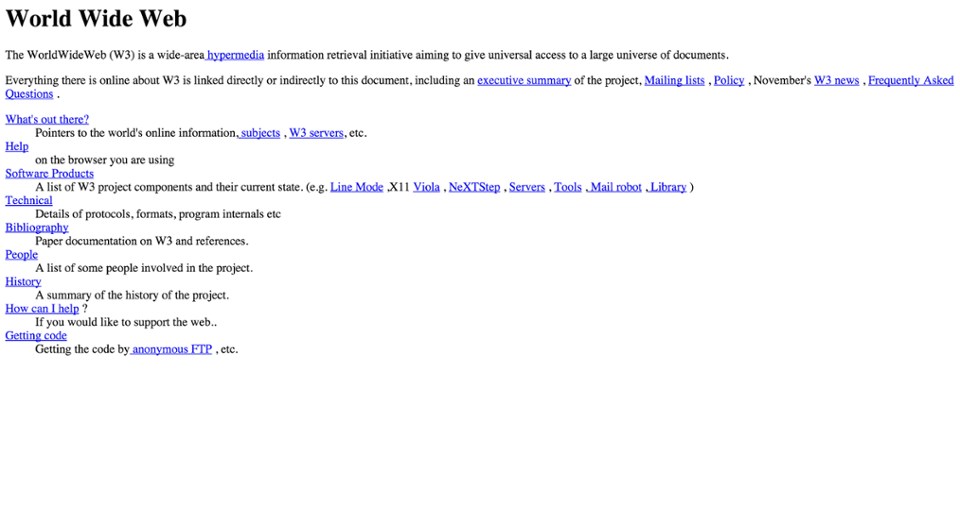 World Wide Web
The WorldWideWeb (W3) is a wide-area hypermedia information retrieval initiative aiming to give universal access to a large universe of documents.
Everything there is online about W3 is linked directly or indirectly to this document, including an executive summary of the project, Mailing lists , Policy , November's W3 news , Frequently Asked
Questions .
What's out there?
Pointers to the world's online information, subjects , W3 servers, etc.
Help
on the browser you are using
Software Products
A list of W3 project components and their current state. (e.g. Line Mode ,X11 Viola , NeXTStep , Servers , Tools , Mail robot , Library )
Technical
Details of protocols, formats, program internals etc
Bibliography
Paper documentation on W3 and references.
People
A list of some people involved in the project.
History
A summary of the history of the project.
How can I help ?
If you would like to support the web..
Getting code
Getting the code by anonymous FTP , etc.